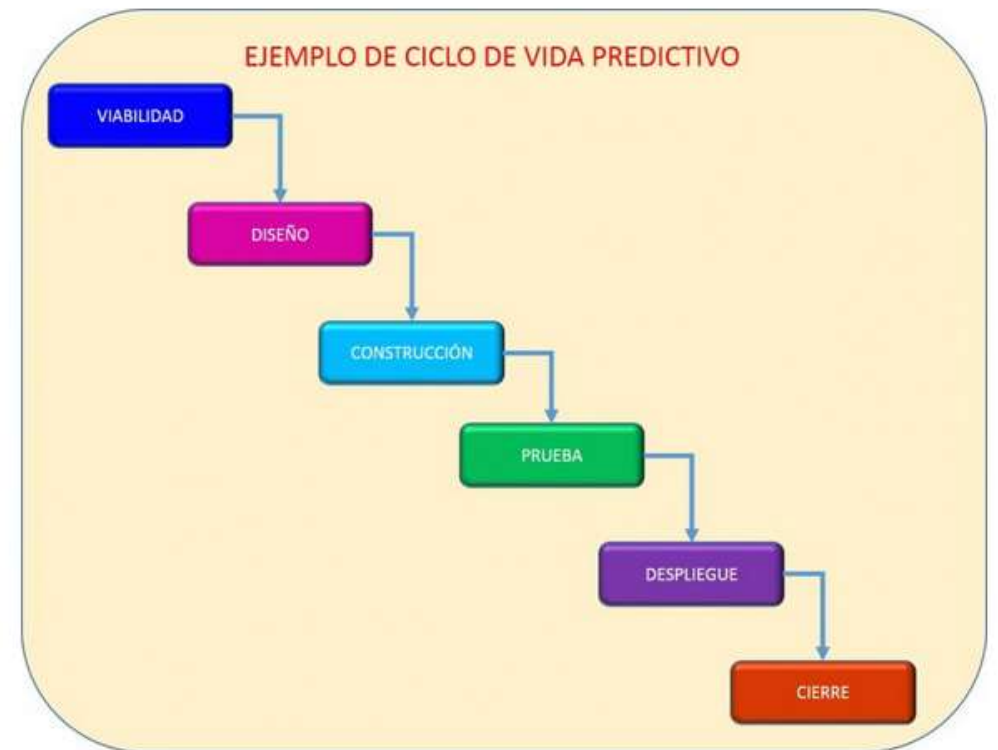 EJEMPLO DE CICLO DE VIDA PREDICTIVO
VIABILIDAD
DISEÑO
CONSTRUCCIÓN
PRUEBA
DESPLIEGUE
CIERRE